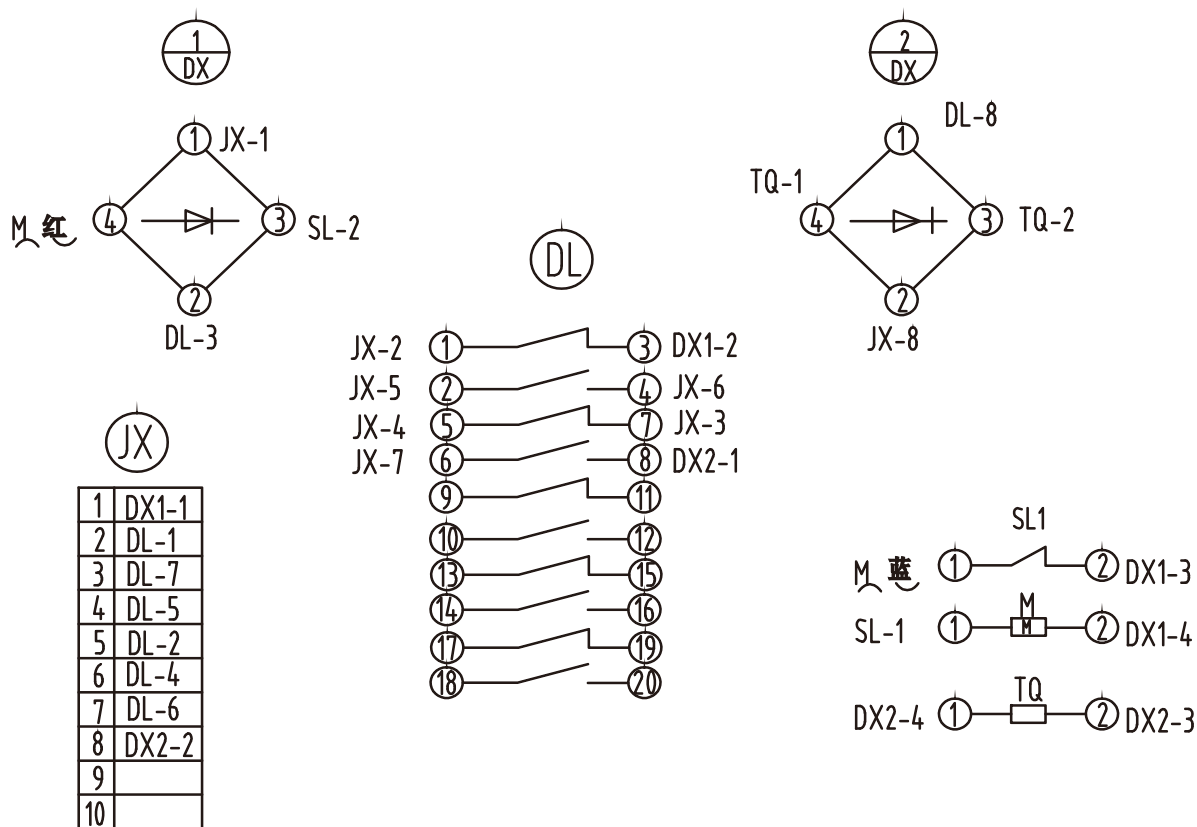 1
DX
1 JX-1
4
3
M 红
SL-2
2
DL-3
2
DX
DL-8
1
TQ-1
4
3 TQ-2
2
JX-8
DL
JX-2 1 3 DX1-2
JX-5 2 4 JX-6
JX-4 5 7 JX-3
JX-7 6 8 DX2-1
9 11
10 12
13 15
14 16
17 19
18 20
JX
1 DX1-1
2 DL-1
3 DL-7
4 DL-5
5 DL-2
6 DL-4
7 DL-6
8 DX2-2
9
10
SL1
M 蓝 1 2 DX1-3
M
SL-1 1 M 2 DX1-4
TQ
DX2-4 1 2 DX2-3